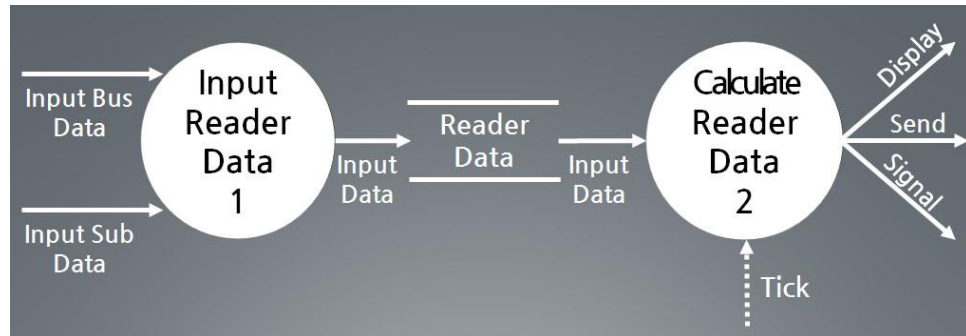 Input Bus
Data
Input Sub
Data
Input
Reader
Data
1
Input
Data
Reader
Data
Input
Data
Calculate
Reader
Data
2
Tick
Display
Send
Signal